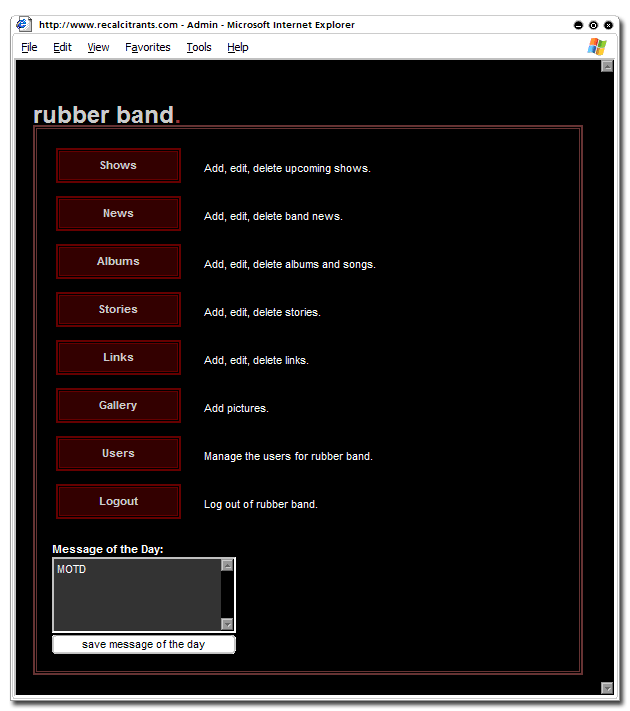 http://www.recalcitrants.com - Admin - Microsoft Internet Explorer
File Edit View Favorites Tools Help
rubber band.
Shows Add, edit, delete upcoming shows.
News Add, edit, delete band news.
Albums Add, edit, delete albums and songs.
Stories Add, edit, delete stories.
Links Add, edit, delete links.
Gallery Add pictures.
Users Manage the users for rubber band.
Logout Log out of rubber band.
Message of the Day:
MOTD
save message of the day